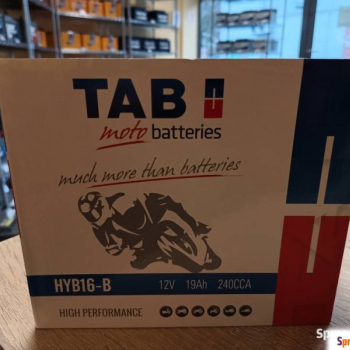 TAB
moto batteries
much more than batteries
HYB16-B 12V 19Ah 240CCA
HIGH PERFORMANCE